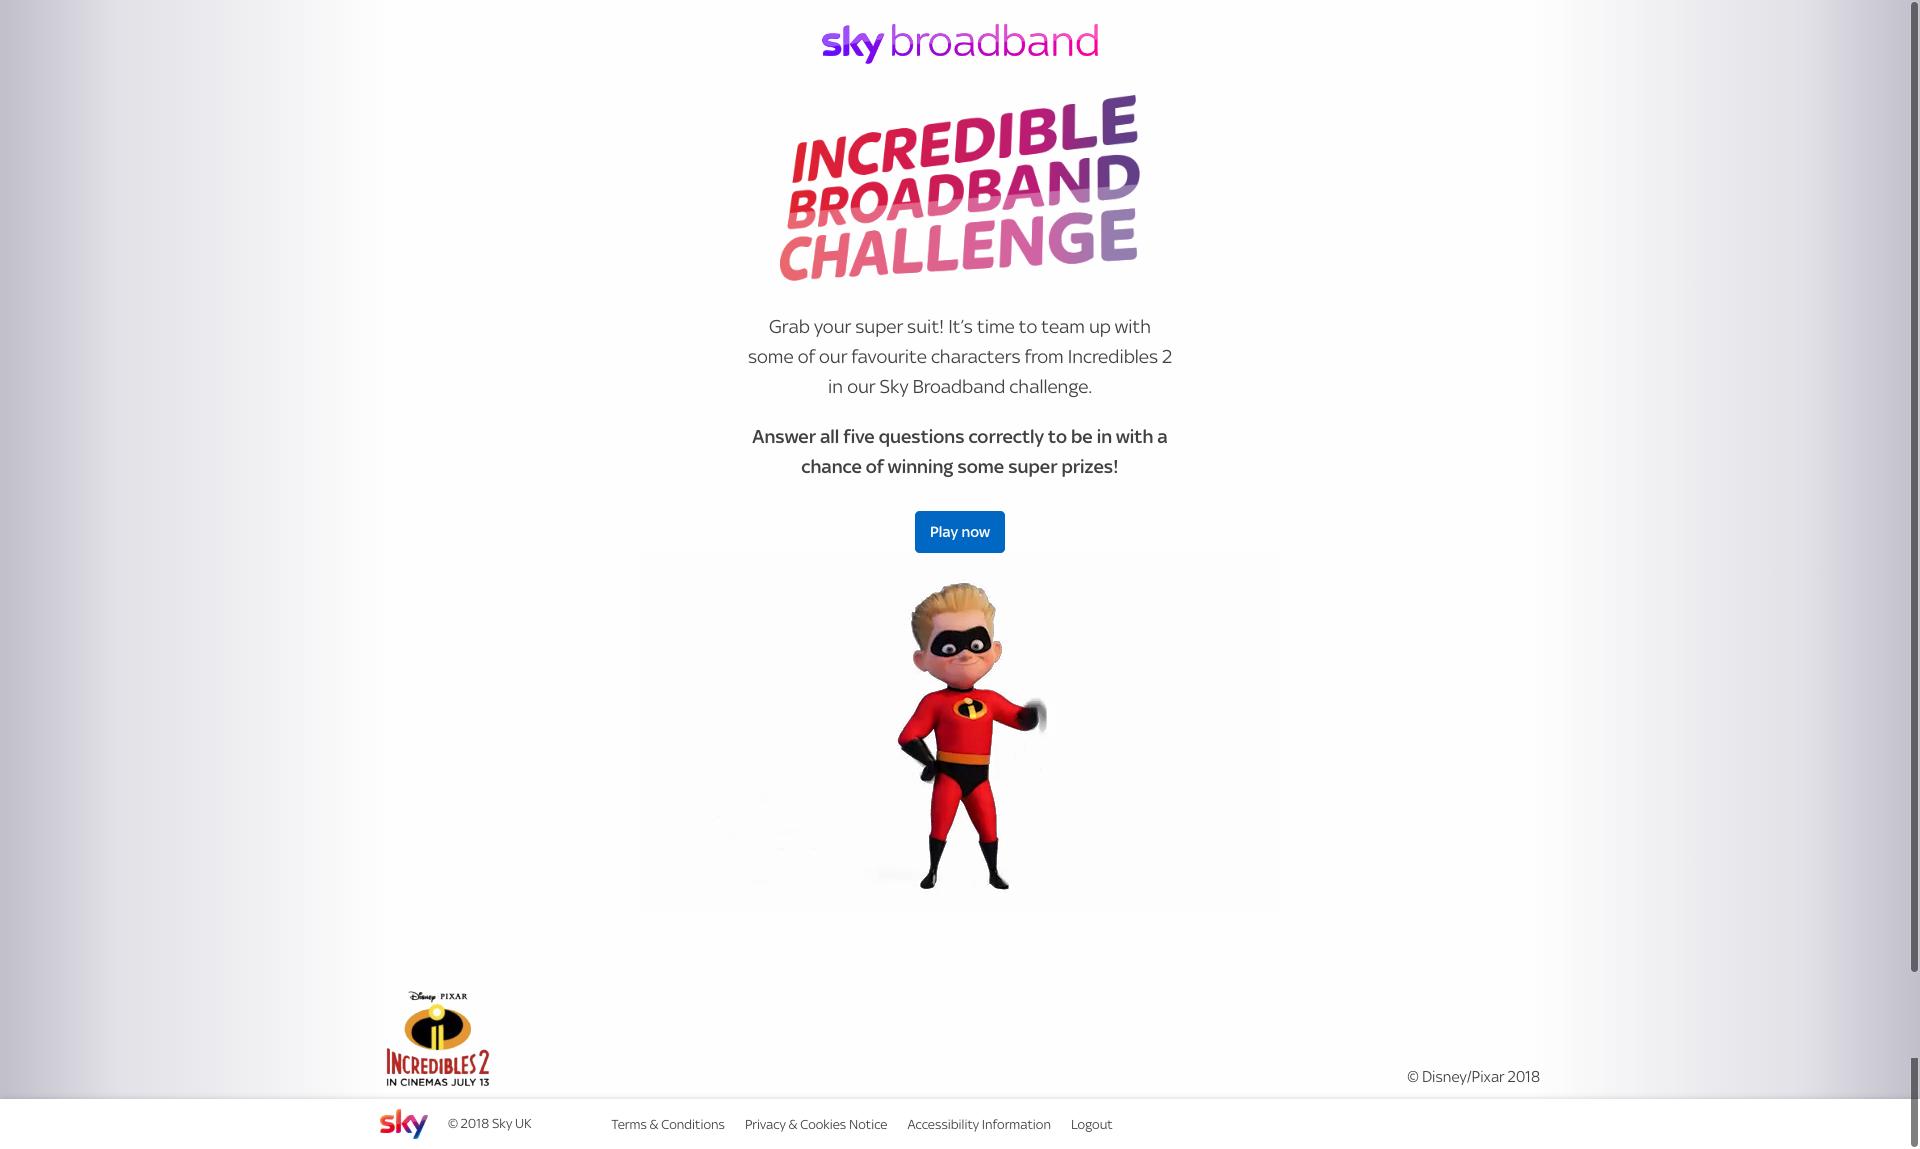 sky broadband
INCREDIBLE
BROADBAND
CHALLENGE
Grab your super suit! It's time to team up with
some of our favourite characters from Incredibles 2
in our Sky Broadband challenge.
Answer all five questions correctly to be in with a
chance of winning some super prizes!
Play now
Disney PIXAR
INCREDIBLES 2
IN CINEMAS JULY 13
© Disney/Pixar 2018
sky © 2018 Sky UK Terms & Conditions Privacy & Cookies Notice Accessibility Information Logout